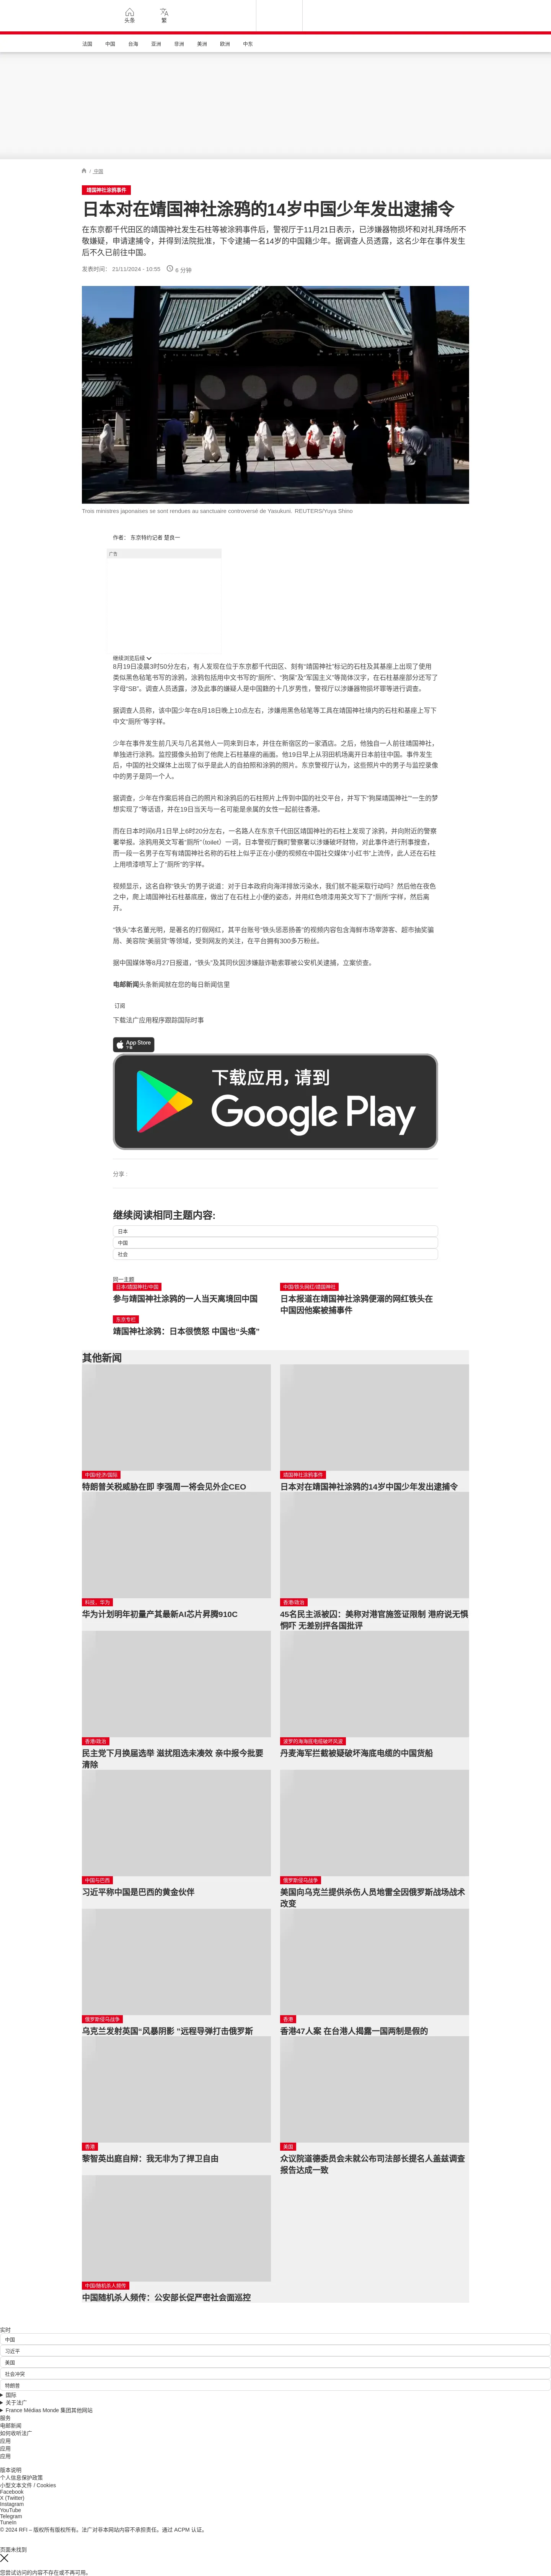 头条
繁
法国
中国
台海
亚洲
非洲
美洲
欧洲
中东
/ 中国
靖国神社涂鸦事件
日本对在靖国神社涂鸦的14岁中国少年发出逮捕令
在东京都千代田区的靖国神社发生石柱等被涂鸦事件后，警视厅于11月21日表示，已涉嫌器物损坏和对礼拜场所不
敬嫌疑，申请逮捕令，并得到法院批准，下令逮捕一名14岁的中国籍少年。据调查人员透露，这名少年在事件发生
后不久已前往中国。
发表时间： 21/11/2024 - 10:55
6 分钟
Trois ministres japonaises se sont rendues au sanctuaire controversé de Yasukuni. REUTERS/Yuya Shino
作者： 东京特约记者 楚良一
广告
继续浏览后续
8月19日凌晨3时50分左右，有人发现在位于东京都千代田区、刻有“靖国神社”标记的石柱及其基座上出现了使用
类似黑色毡笔书写的涂鸦，涂鸦包括用中文书写的“厕所”、“狗屎”及“军国主义”等简体汉字，在石柱基座部分还写了
字母“SB”。调查人员透露，涉及此事的嫌疑人是中国籍的十几岁男性，警视厅以涉嫌器物损坏罪等进行调查。
据调查人员称，该中国少年在8月18日晚上10点左右，涉嫌用黑色毡笔等工具在靖国神社境内的石柱和基座上写下
中文“厕所”等字样。
少年在事件发生前几天与几名其他人一同来到日本，并住在新宿区的一家酒店。之后，他独自一人前往靖国神社，
单独进行涂鸦。监控摄像头拍到了他爬上石柱基座的画面。他19日早上从羽田机场离开日本前往中国。事件发生
后，中国的社交媒体上出现了似乎是此人的自拍照和涂鸦的照片。东京警视厅认为，这些照片中的男子与监控录像
中的男子是同一个人。
据调查，少年在作案后将自己的照片和涂鸦后的石柱照片上传到中国的社交平台，并写下“狗屎靖国神社”“一生的梦
想实现了”等话语，并在19日当天与一名可能是亲属的女性一起前往香港。
而在日本时间6月1日早上6时20分左右，一名路人在东京千代田区靖国神社的石柱上发现了涂鸦，并向附近的警察
署举报。涂鸦用英文写着“厕所”（toilet）一词，日本警视厅麴町警察署以涉嫌破坏财物，对此事件进行刑事搜查，
而一段一名男子在写有靖国神社名称的石柱上似乎正在小便的视频在中国社交媒体“小红书”上流传，此人还在石柱
上用喷漆喷写上了“厕所”的字样。
视频显示，这名自称“铁头”的男子说道：对于日本政府向海洋排放污染水，我们就不能采取行动吗？然后他在夜色
之中，爬上靖国神社石柱基底座，做出了在石柱上小便的姿态，并用红色喷漆用英文写下了“厕所”字样，然后离
开。
“铁头”本名董光明，是著名的打假网红，其平台账号“铁头惩恶扬善”的视频内容包含海鲜市场宰游客、超市抽奖骗
局、美容院“美丽贷”等领域，受到网友的关注，在平台拥有300多万粉丝。
据中国媒体等8月27日报道，“铁头”及其同伙因涉嫌敲诈勒索罪被公安机关逮捕，立案侦查。
电邮新闻头条新闻就在您的每日新闻信里
订阅
下载法广应用程序跟踪国际时事
App Store
下载
下载应用，请到
Google Play
分享 :
继续阅读相同主题内容:
日本
中国
社会
同一主题
日本/靖国神社/中国
参与靖国神社涂鸦的一人当天离境回中国
中国/铁头网红/靖国神社
日本报道在靖国神社涂鸦便溺的网红铁头在
中国因他案被捕事件
东京专栏
靖国神社涂鸦：日本很愤怒 中国也“头痛”
其他新闻
中国/经济/国际
特朗普关税威胁在即 李强周一将会见外企CEO
靖国神社涂鸦事件
日本对在靖国神社涂鸦的14岁中国少年发出逮捕令
科技、华为
华为计划明年初量产其最新AI芯片昇腾910C
香港/政治
45名民主派被囚：美称对港官施签证限制 港府说无惧
恫吓 无差别抨各国批评
香港/政治
民主党下月换届选举 滋扰阻选未凑效 亲中报今批要
清除
波罗的海海底电缆被坏风波
丹麦海军拦截被疑破坏海底电缆的中国货船
中国与巴西
习近平称中国是巴西的黄金伙伴
俄罗斯侵乌战争
美国向乌克兰提供杀伤人员地雷全因俄罗斯战场战术
改变
俄罗斯侵乌战争
乌克兰发射英国“风暴阴影 ”远程导弹打击俄罗斯
香港
香港47人案 在台港人揭露一国两制是假的
香港
黎智英出庭自辩：我无非为了捍卫自由
美国
众议院道德委员会未就公布司法部长提名人盖兹调查
报告达成一致
中国/随机杀人频传
中国随机杀人频传：公安部长促严密社会面巡控
实时
中国
习近平
美国
社会冲突
特朗普
国际
关于法广
France Médias Monde 集团其他网站
服务
电邮新闻
如何收听法广
应用
应用
应用
版本说明
个人信息保护政策
小型文本文件 / Cookies
Facebook
X (Twitter)
Instagram
YouTube
Telegram
TuneIn
© 2024 RFI – 版权所有版权所有。法广对非本网站内容不承担责任。通过 ACPM 认证。
页面未找到
您尝试访问的内容不存在或不再可用。